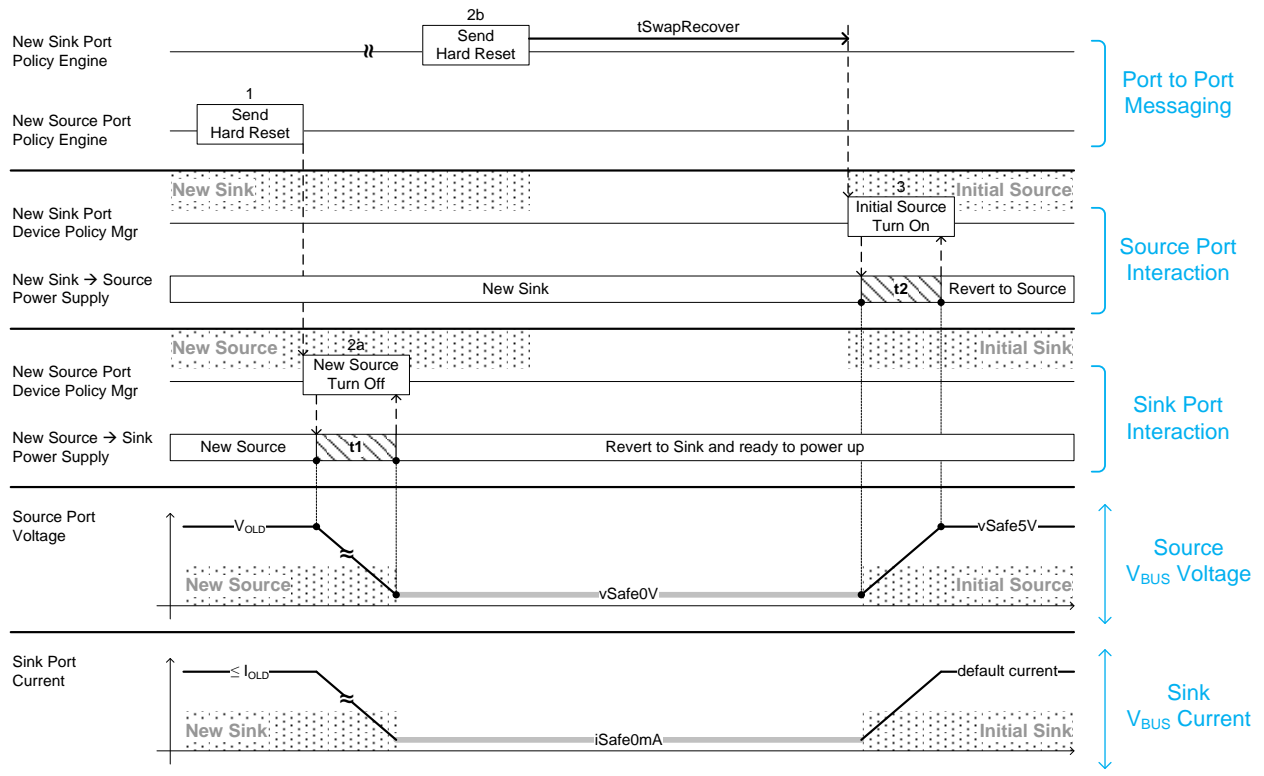 2b
New Sink Port
Policy Engine
Send
Hard Reset
tSwapRecover
≈
Port to Port
Messaging
1
New Source Port
Policy Engine
Send
Hard Reset
New Sink
3
Initial Source
New Sink Port
Device Policy Mgr
Initial Source
Turn On
Source Port
Interaction
New Sink → Source
Power Supply
New Sink
t2
Revert to Source
New Source
2a
Initial Sink
New Source Port
Device Policy Mgr
New Source
Turn Off
Sink Port
Interaction
New Source → Sink
Power Supply
New Source
t1
Revert to Sink and ready to power up
Source Port
Voltage
VOLD
≈
vSafe5V
Source
VBUS Voltage
New Source
vSafe0V
Initial Source
Sink Port
Current
≤ IOLD
≈
default current
Sink
VBUS Current
New Sink
iSafe0mA
Initial Sink